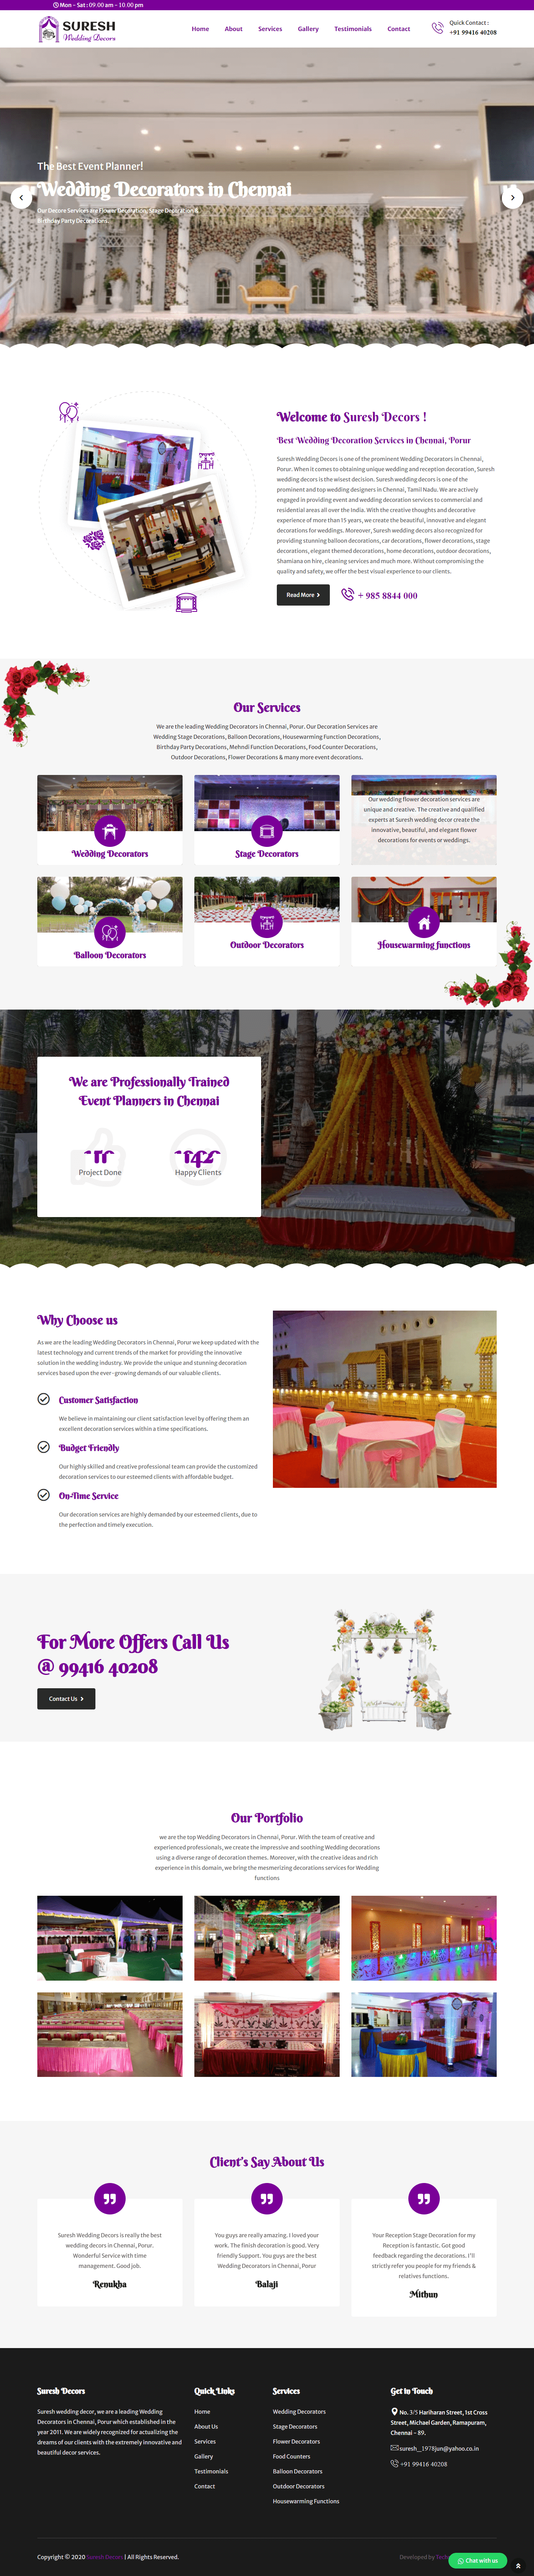 Mon - Sat : 09.00 am - 10.00 pm
SURESH
Wedding Decors
Home
About
Services
Gallery
Testimonials
Contact
Quick Contact :
+91 99416 40208
The Best Event Planner!
Wedding Decorators in Chennai
Our Decore Services are Flower Decoration, Stage Decoration &
Birthday Party Decorations.
Welcome to Suresh Decors !
Best Wedding Decoration Services in Chennai, Porur
Suresh Wedding Decors is one of the prominent Wedding Decorators in Chennai,
Porur. When it comes to obtaining unique wedding and reception decoration, Suresh
wedding decors is the wisest decision. Suresh wedding decors is one of the
prominent and top wedding designers in Chennai, Tamil Nadu. We are actively
engaged in providing event and wedding decoration services to commercial and
residential areas all over the India. With the creative thoughts and decorative
experience of more than 15 years, we create the beautiful, innovative and elegant
decorations for weddings. Moreover, Suresh wedding decors also recognized for
providing stunning balloon decorations, car decorations, flower decorations, stage
decorations, elegant themed decorations, home decorations, outdoor decorations,
Shamiana on hire, cleaning services and much more. Without compromising the
quality and safety, we offer the best visual experience to our clients.
Read More
+ 985 8844 000
Our Services
We are the leading Wedding Decorators in Chennai, Porur. Our Decoration Services are
Wedding Stage Decorations, Balloon Decorations, Housewarming Function Decorations,
Birthday Party Decorations, Mehndi Function Decorations, Food Counter Decorations,
Outdoor Decorations, Flower Decorations & many more event decorations.
Wedding Decorators
Stage Decorators
Our wedding flower decoration services are
unique and creative. The creative and qualified
experts at Suresh wedding decor create the
innovative, beautiful, and elegant flower
decorations for events or weddings.
Balloon Decorators
Outdoor Decorators
Housewarming functions
We are Professionally Trained
Event Planners in Chennai
Project Done
1442
Happy Clients
Why Choose us
As we are the leading Wedding Decorators in Chennai, Porur we keep updated with the
latest technology and current trends of the market for providing the innovative
solution in the wedding industry. We provide the unique and stunning decoration
services based upon the ever-growing demands of our valuable clients.
Customer Satisfaction
We believe in maintaining our client satisfaction level by offering them an
excellent decoration services within a time specifications.
Budget Friendly
Our highly skilled and creative professional team can provide the customized
decoration services to our esteemed clients with affordable budget.
On-Time Service
Our decoration services are highly demanded by our esteemed clients, due to
the perfection and timely execution.
For More Offers Call Us
@ 99416 40208
Contact Us
Our Portfolio
we are the top Wedding Decorators in Chennai, Porur. With the team of creative and
experienced professionals, we create the impressive and soothing Wedding decorations
using a diverse range of decoration themes. Moreover, with the creative ideas and rich
experience in this domain, we bring the mesmerizing decorations services for Wedding
functions
Client's Say About Us
Suresh Wedding Decors is really the best
wedding decors in Chennai, Porur.
Wonderful Service with time
management. Good job.
Renukha
You guys are really amazing. I loved your
work. The finish decoration is good. Very
friendly Support. You guys are the best
Wedding Decorators in Chennai, Porur
Balaji
Your Reception Stage Decoration for my
Reception is fantastic. Got good
feedback regarding the decorations. I'll
strictly refer you people for my friends &
relatives functions.
Mithun
Suresh Decors
Suresh wedding decor, we are a leading Wedding
Decorators in Chennai, Porur which established in the
year 2011. We are widely recognized for actualizing the
dreams of our clients with the extremely innovative and
beautiful decor services.
Quick Links
Home
About Us
Services
Gallery
Testimonials
Contact
Services
Wedding Decorators
Stage Decorators
Flower Decorators
Food Counters
Balloon Decorators
Outdoor Decorators
Housewarming Functions
Get in Touch
No. 3/5 Hariharan Street, 1st Cross
Street, Michael Garden, Ramapuram,
Chennai - 89.
suresh_1978jun@yahoo.co.in
+91 99416 40208
Copyright © 2020 Suresh Decors | All Rights Reserved.
Developed by
Chat with us